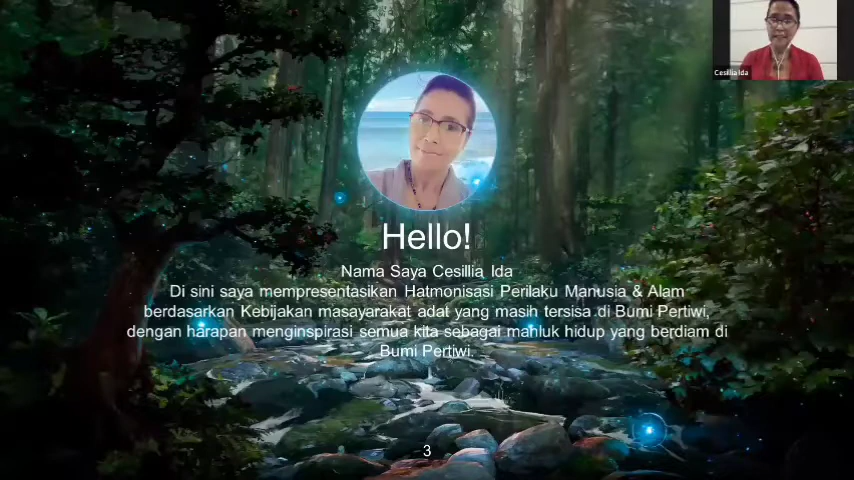 Cesillia Ida
Hello!
Nama Saya Cesillia Ida
Di sini saya mempresentasikan Hatmonisasi Perilaku Manusia & Alam
berdasarkan Kebijakan masayarakat adat yang masih tersisa di Bumi Pertiwi,
dengan harapan menginspirasi semua kita sebagai mahluk hidup yang berdiam di
Bumi Pertiwi.
3